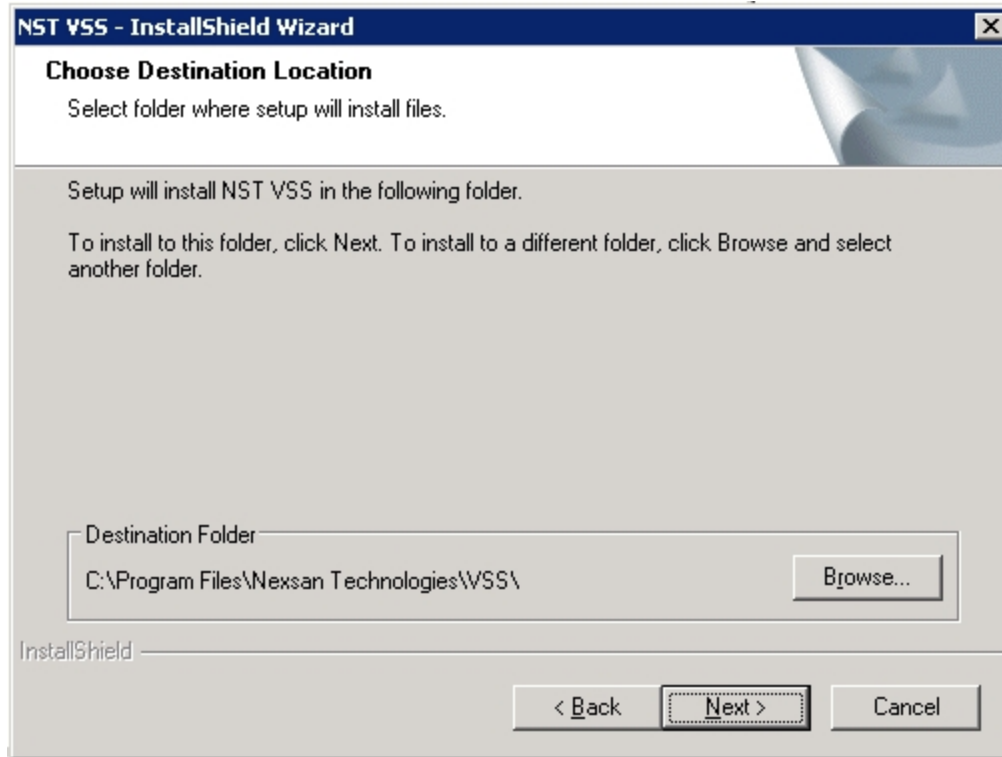 NST VSS - InstallShield Wizard
Choose Destination Location
Select folder where setup will install files.
Setup will install NST VSS in the following folder.
To install to this folder, click Next. To install to a different folder, click Browse and select
another folder.
Destination Folder
C:\Program Files\Nexsan Technologies\VSS\
Browse...
InstallShield
< Back
Next >
Cancel